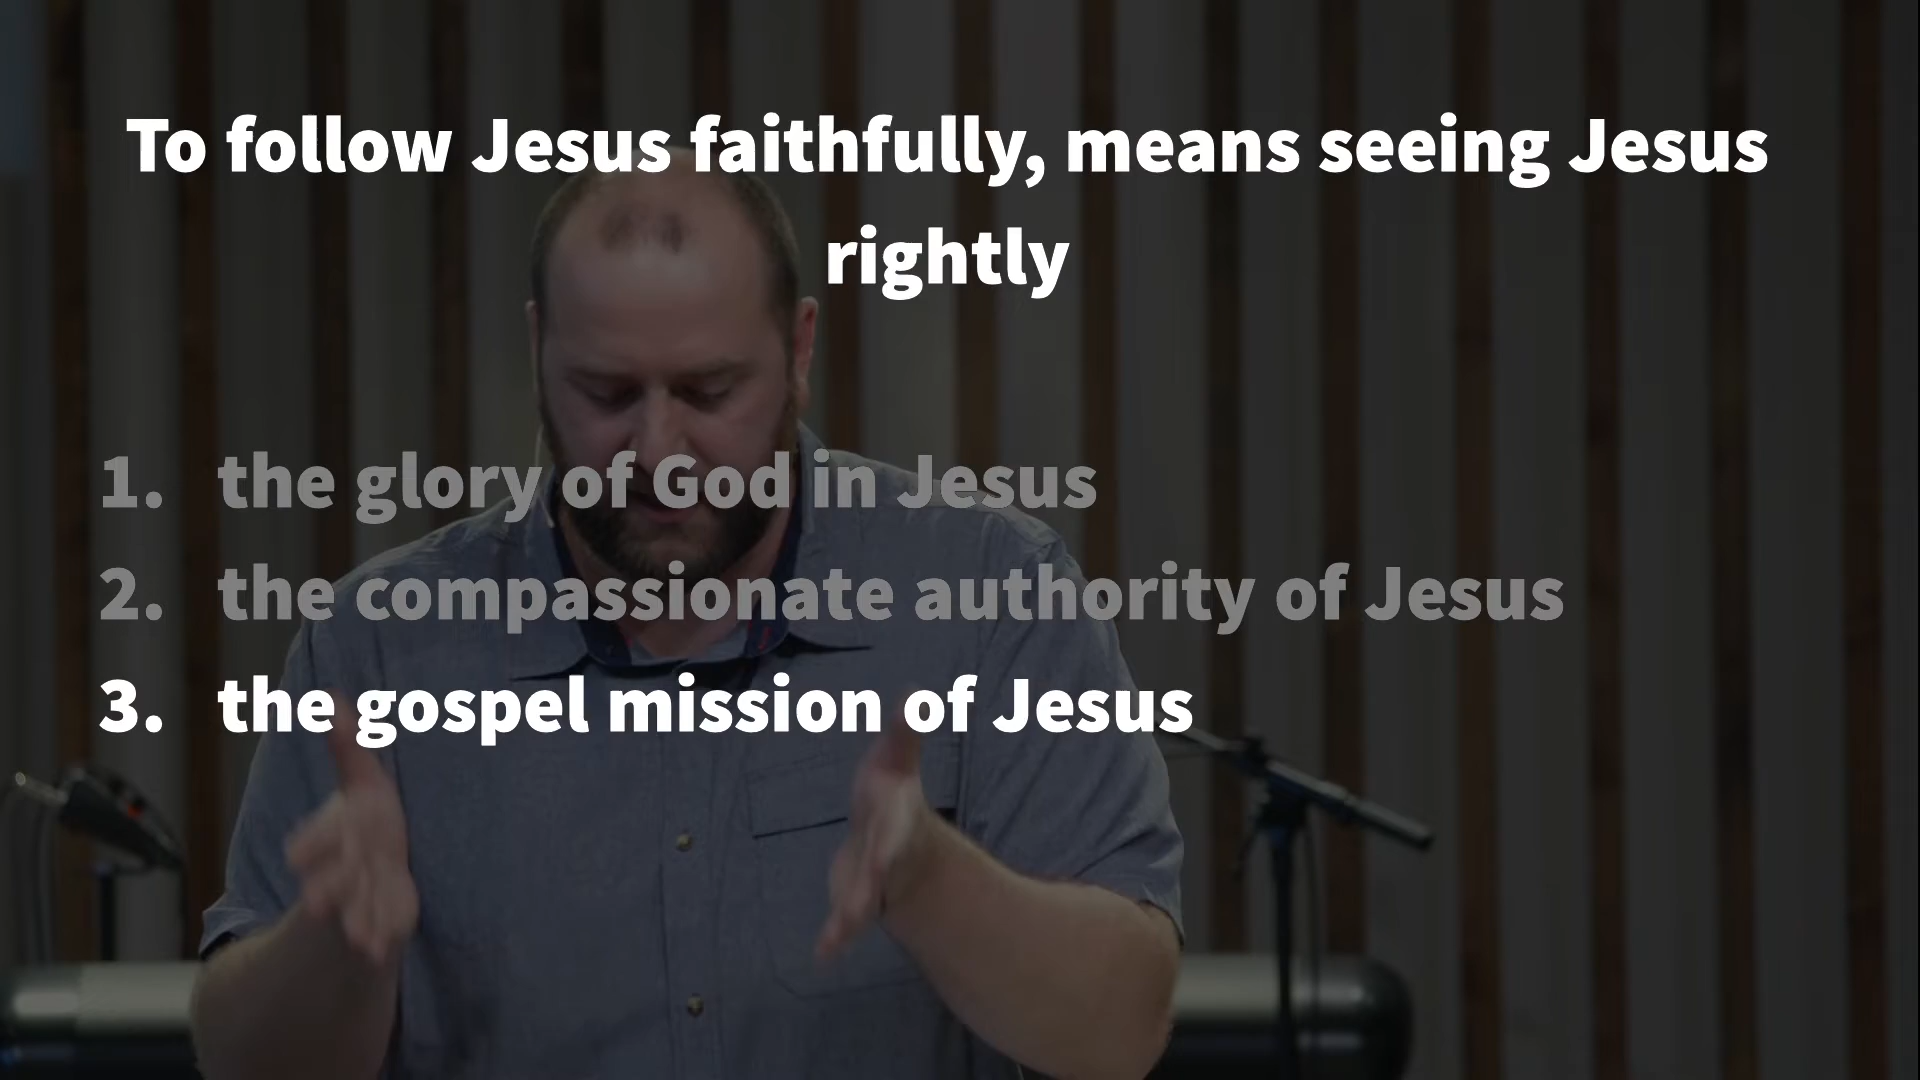 To follow Jesus faithfully, means seeing Jesus
rightly
1. the glory of God in Jesus
2. the compassionate authority of Jesus
3. the gospel mission of Jesus